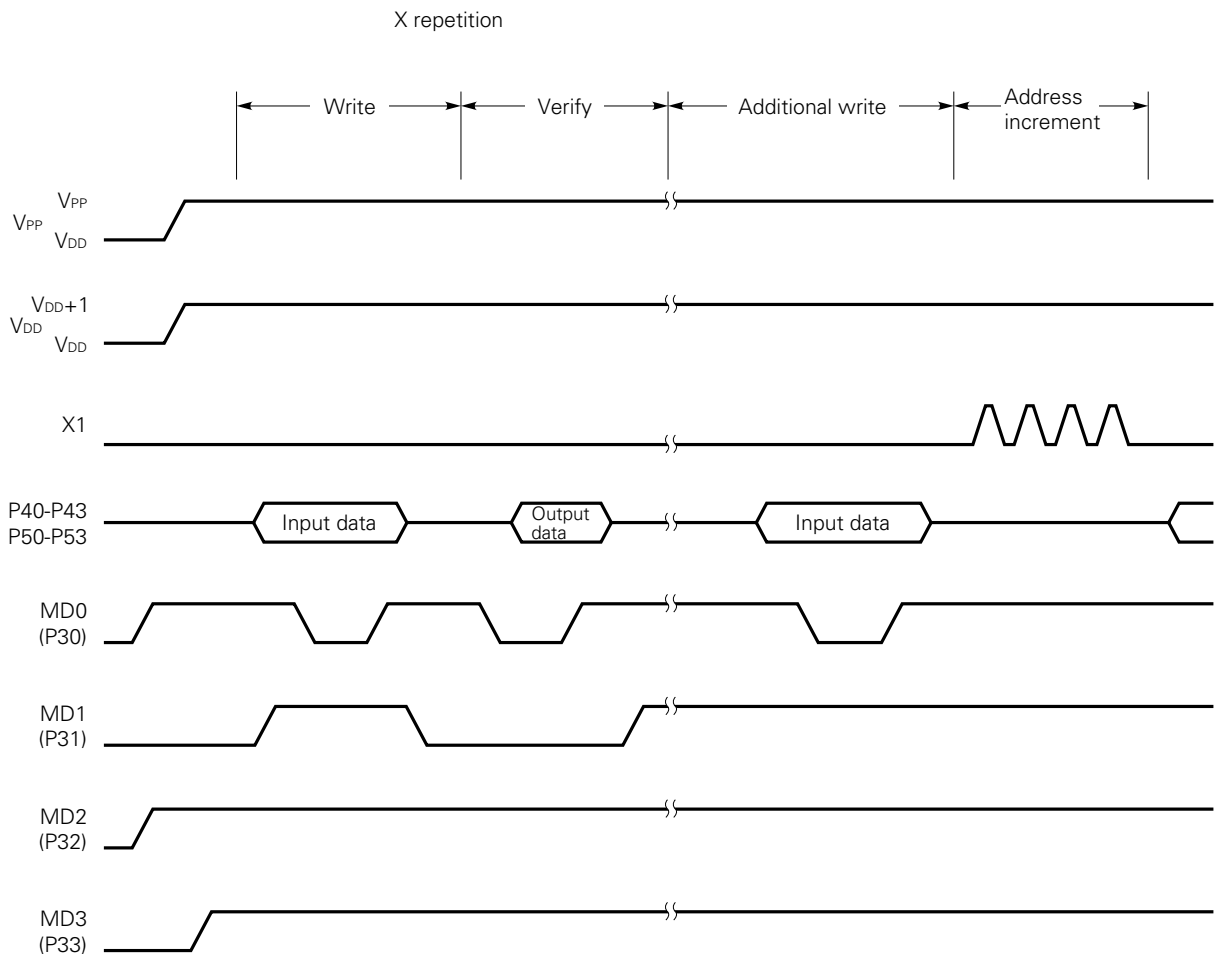 X repetition
Write
Verify
Additional write
Address
increment
VPP
VPP
VDD
VDD+1
VDD
VDD
X1
P40-P43
P50-P53
Input data
Output
data
Input data
MD0
(P30)
MD1
(P31)
MD2
(P32)
MD3
(P33)